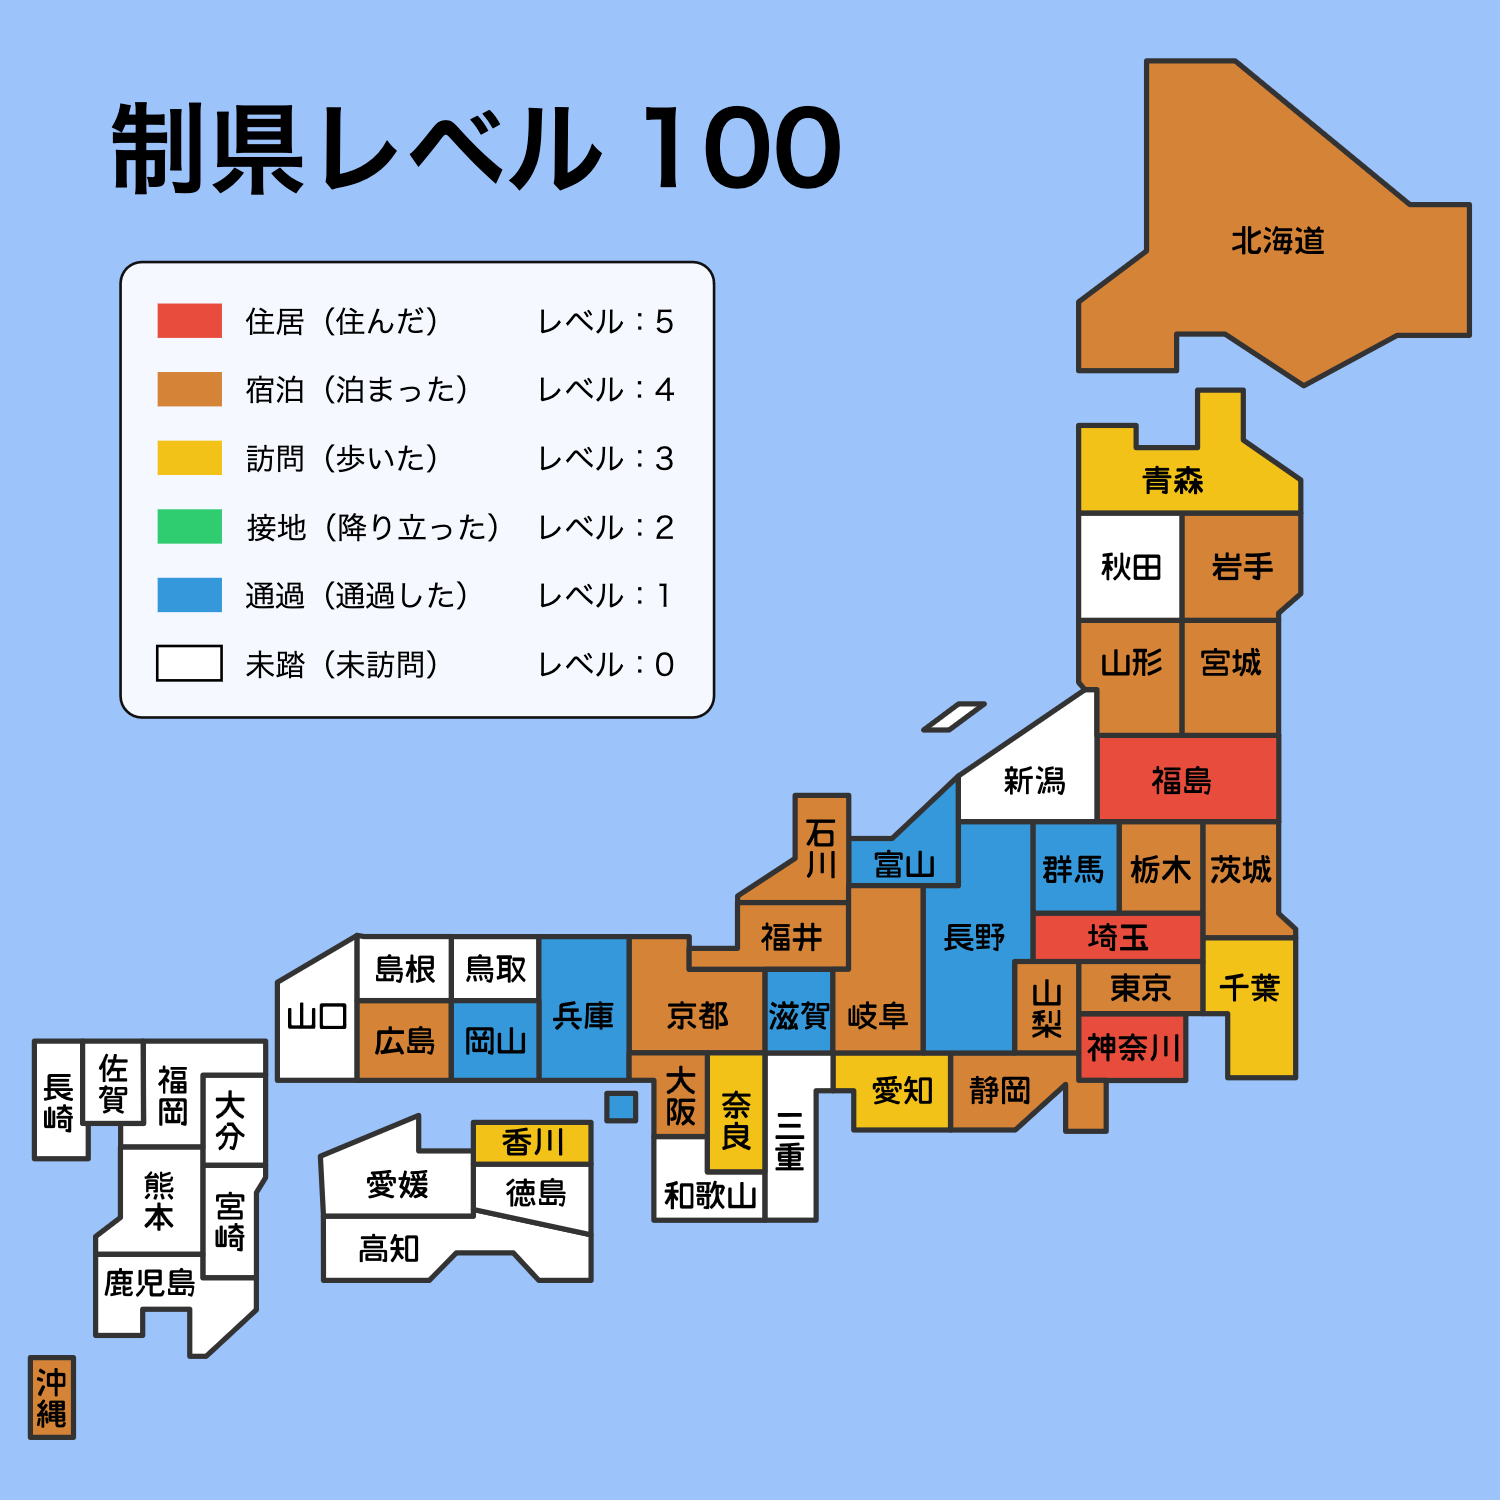 制県レベル 100
住居（住んだ） レベル：5
宿泊（泊まった） レベル：4
訪問（歩いた） レベル：3
接地（降り立った） レベル：2
通過（通過した） レベル：1
未踏（未訪問） レベル：0
北海道
青森
秋田
岩手
山形
宮城
新潟
福島
石川
富山
長野
群馬
栃木
茨城
福井
埼玉
千葉
東京
山梨
神奈川
島根
鳥取
兵庫
京都
滋賀
岐阜
山口
広島
岡山
大阪
奈良
三重
愛知
静岡
和歌山
香川
愛媛
徳島
高知
長崎
佐賀
福岡
大分
熊本
宮崎
鹿児島
沖縄